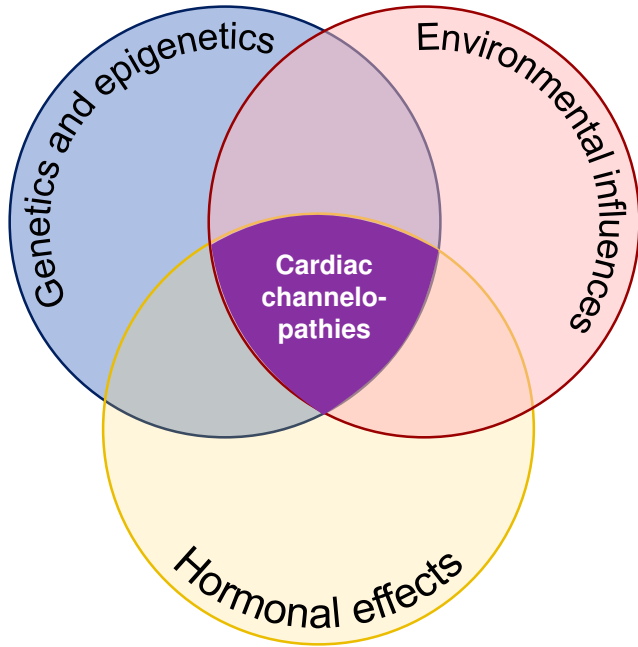 Genetics and epigenetics
Environmental influences
Cardiac
channelo-
pathies
Hormonal effects